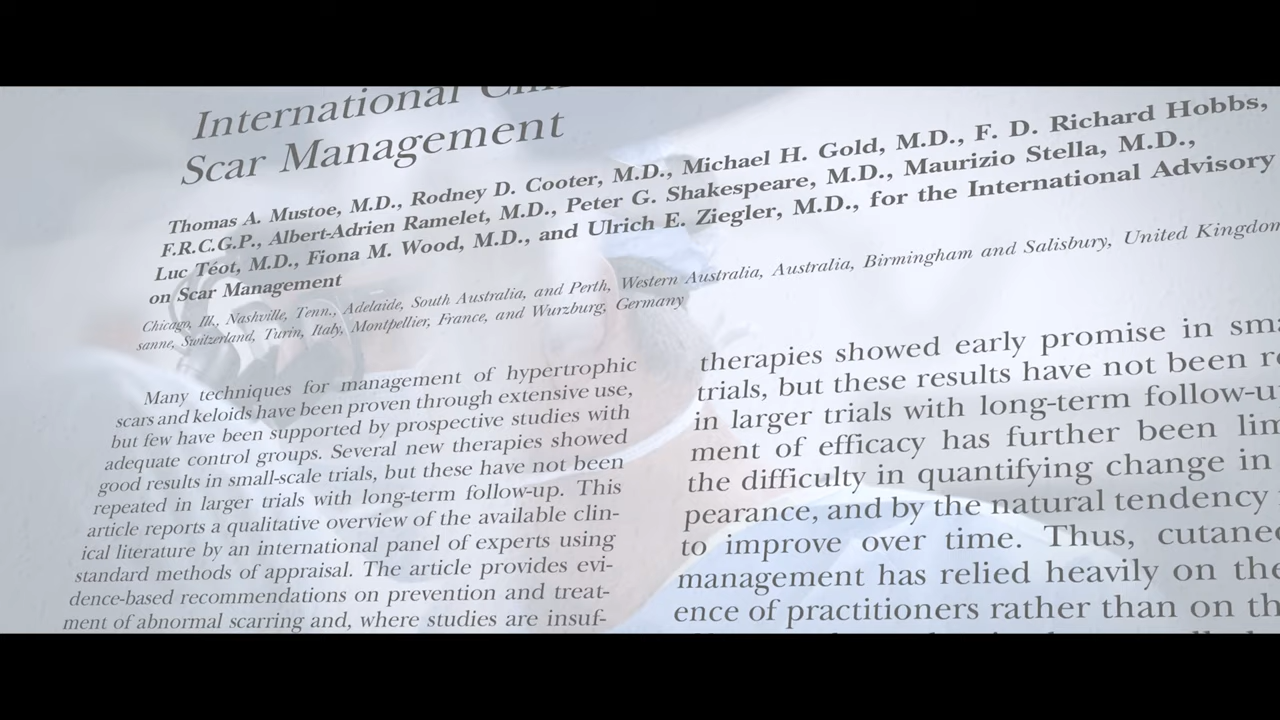 International
Scar Management
Thomas A. Mustoe, M.D., Rodney D. Cooter, M.D., Michael H. Gold, M.D., F. D. Richard Hobbs,
F.R.C.G.P., Albert-Adrien Ramelet, M.D., Peter G. Shakespeare, M.D., Maurizio Stella, M.D.,
Luc Téot, M.D., Fiona M. Wood, M.D., and Ulrich E. Ziegler, M.D., for the International Advisory
on Scar Management
Chicago, Ill., Nashville, Tenn., Adelaide, South Australia, and Perth, Western Australia, Australia, Birmingham and Salisbury, United Kingdom
sanne, Switzerland, Turin, Italy, Montpellier, France, and Wurzburg, Germany
Many techniques for management of hypertrophic
scars and keloids have been proven through extensive use,
but few have been supported by prospective studies with
adequate control groups. Several new therapies showed
good results in small-scale trials, but these have not been
repeated in larger trials with long-term follow-up. This
article reports a qualitative overview of the available clin-
ical literature by an international panel of experts using
standard methods of appraisal. The article provides evi-
dence-based recommendations on prevention and treat-
ment of abnormal scarring and, where studies are insuf-
therapies showed early promise in
trials, but these results have not been
in larger trials with long-term
ment of efficacy has further been
the difficulty in quantifying change in
pearance, and by the natural tendency
to improve over time. Thus,
management has relied heavily on
ence of practitioners rather than on